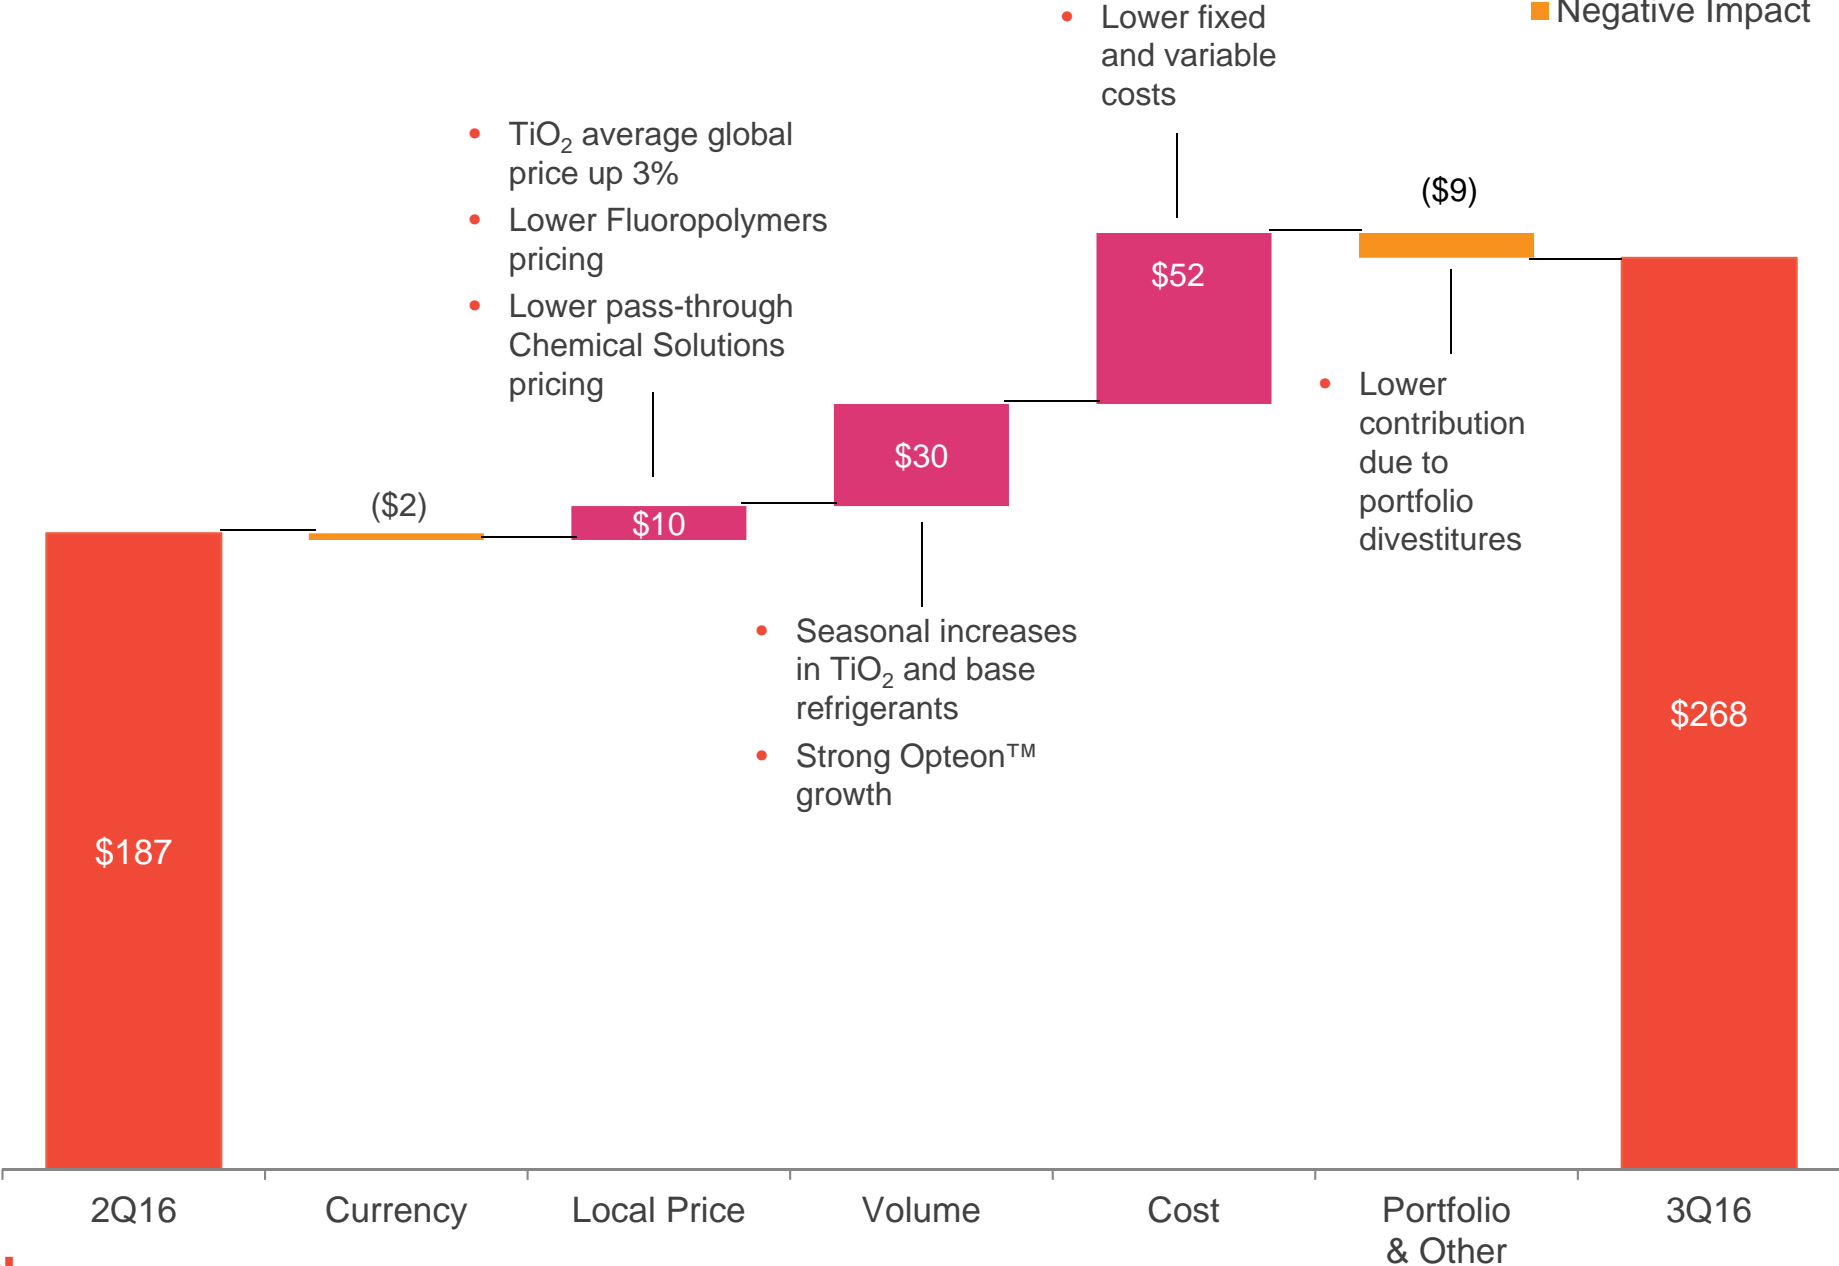 Negative Impact
• Lower fixed
and variable
costs
• TiO₂ average global
price up 3%
• Lower Fluoropolymers
pricing
• Lower pass-through
Chemical Solutions
pricing
($9)
$52
• Lower
contribution
due to
portfolio
divestitures
$30
($2)
$10
• Seasonal increases
in TiO₂ and base
refrigerants
• Strong Opteon™
growth
$187
$268
2Q16
Currency
Local Price
Volume
Cost
Portfolio
& Other
3Q16